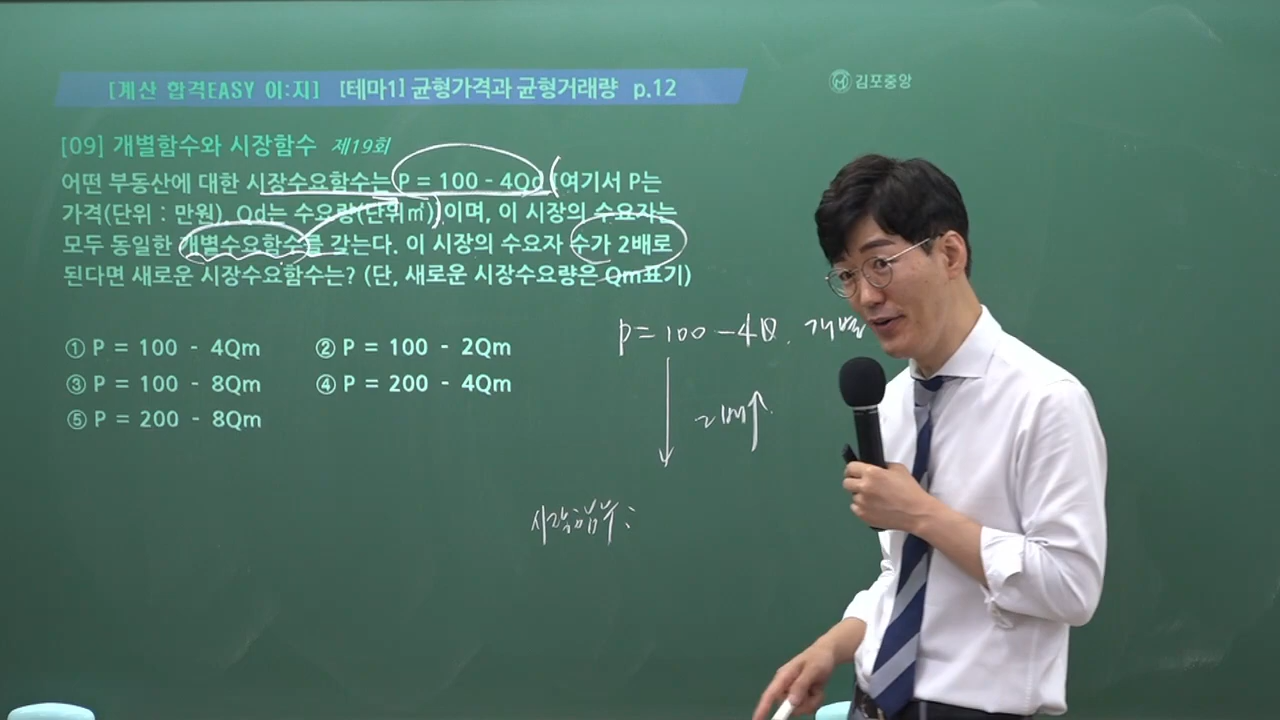 [계산 합격EASY 이:지] [테마1] 균형가격과 균형거래량 p.12
김포중앙
[09] 개별함수와 시장함수 제19회
어떤 부동산에 대한 시장수요함수는 P = 100 - 4Qd (여기서 P는
가격(단위 : 만원), Qd는 수요량(단위㎡))이며, 이 시장의 수요자는
모두 동일한 개별수요함수를 갖는다. 이 시장의 수요자 수가 2배로
된다면 새로운 시장수요함수는? (단, 새로운 시장수요량은 Qm표기)
① P = 100 - 4Qm ② P = 100 - 2Qm
③ P = 100 - 8Qm ④ P = 200 - 4Qm
⑤ P = 200 - 8Qm
P = 100 - 4Q. 개별
2배↑.
시장함수: